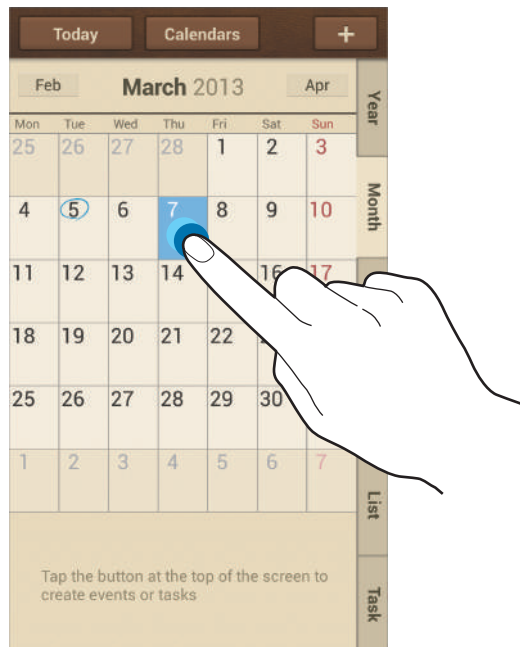 Today Calendars +
Feb March 2013 Apr
Year
Mon Tue Wed Thu Fri Sat Sun
25 26 27 28 1 2 3
Month
4 5 6 7 8 9 10
11 12 13 14 16 17
18 19 20 21 22
25 26 27 28 29 30
1 2 3 4 5 6 7
List
Tap the button at the top of the screen to
create events or tasks
Task